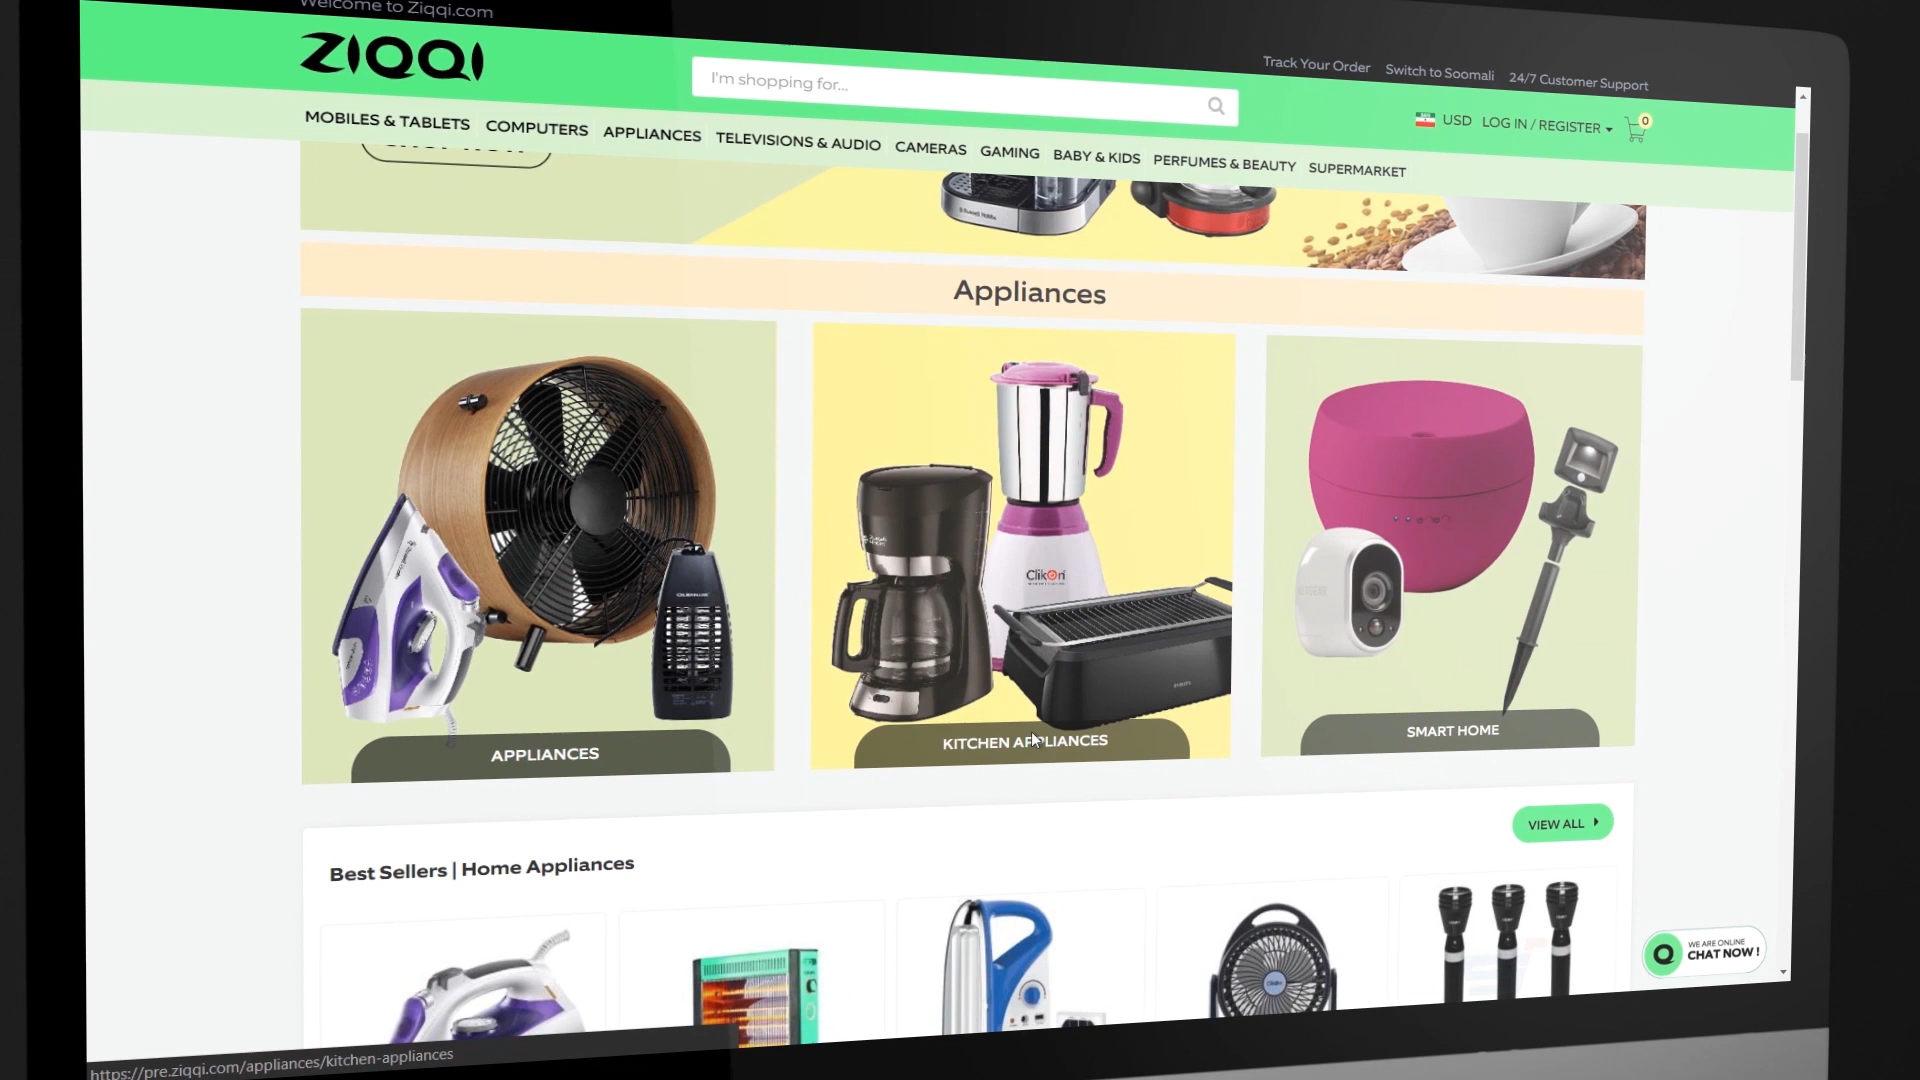 Welcome to Ziqqi.com
ZIQQI
I'm shopping for...
Track Your Order
Switch to Soomali
24/7 Customer Support
USD
LOG IN / REGISTER
0
MOBILES & TABLETS
COMPUTERS
APPLIANCES
TELEVISIONS & AUDIO
CAMERAS
GAMING
BABY & KIDS
PERFUMES & BEAUTY
SUPERMARKET
Russell Hobbs
Appliances
ClikOn
NETGEAR
APPLIANCES
KITCHEN APPLIANCES
SMART HOME
VIEW ALL
Best Sellers | Home Appliances
Q
WE ARE ONLINE
CHAT NOW !
https://pre.ziqqi.com/appliances/kitchen-appliances